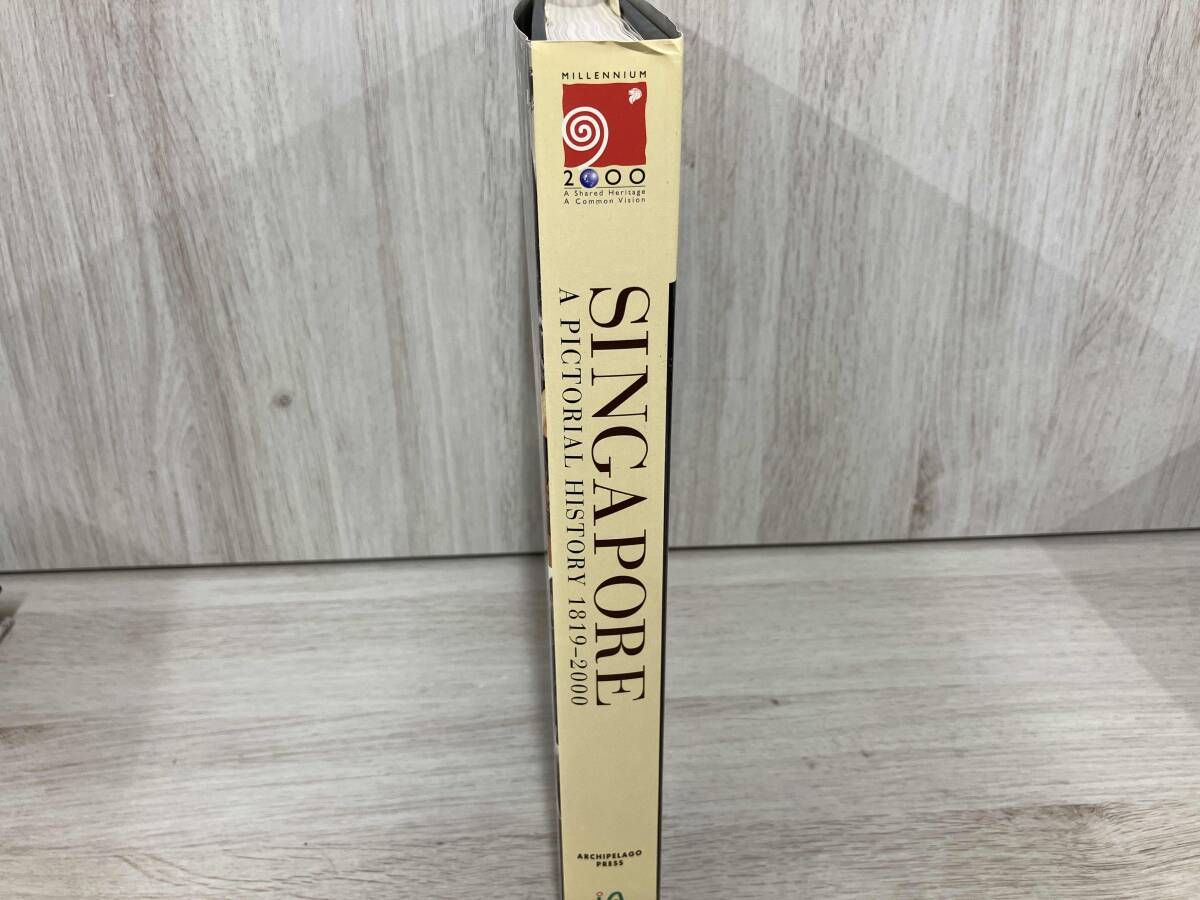 MILLENNIUM
2000
A Shared Heritage
A Common Vision
SINGAPORE
A PICTORIAL HISTORY 1819–2000
ARCHIPELAGO
PRESS